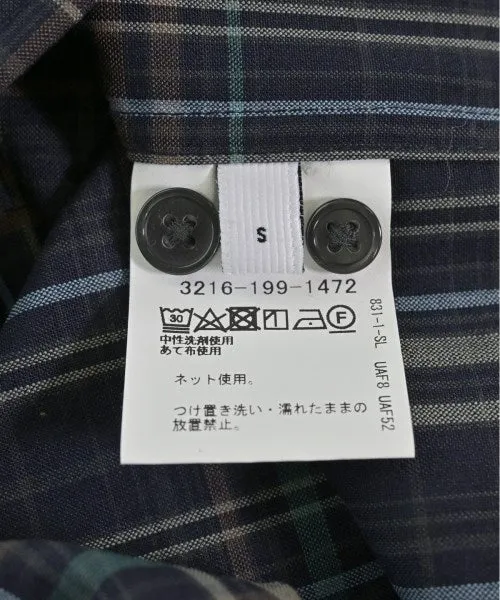 S
3216-199-1472
30
F
中性洗剤使用
あて布使用
ネット使用。
つけ置き洗い・濡れたままの
放置禁止。
831-I-SL UAF8 UAF52